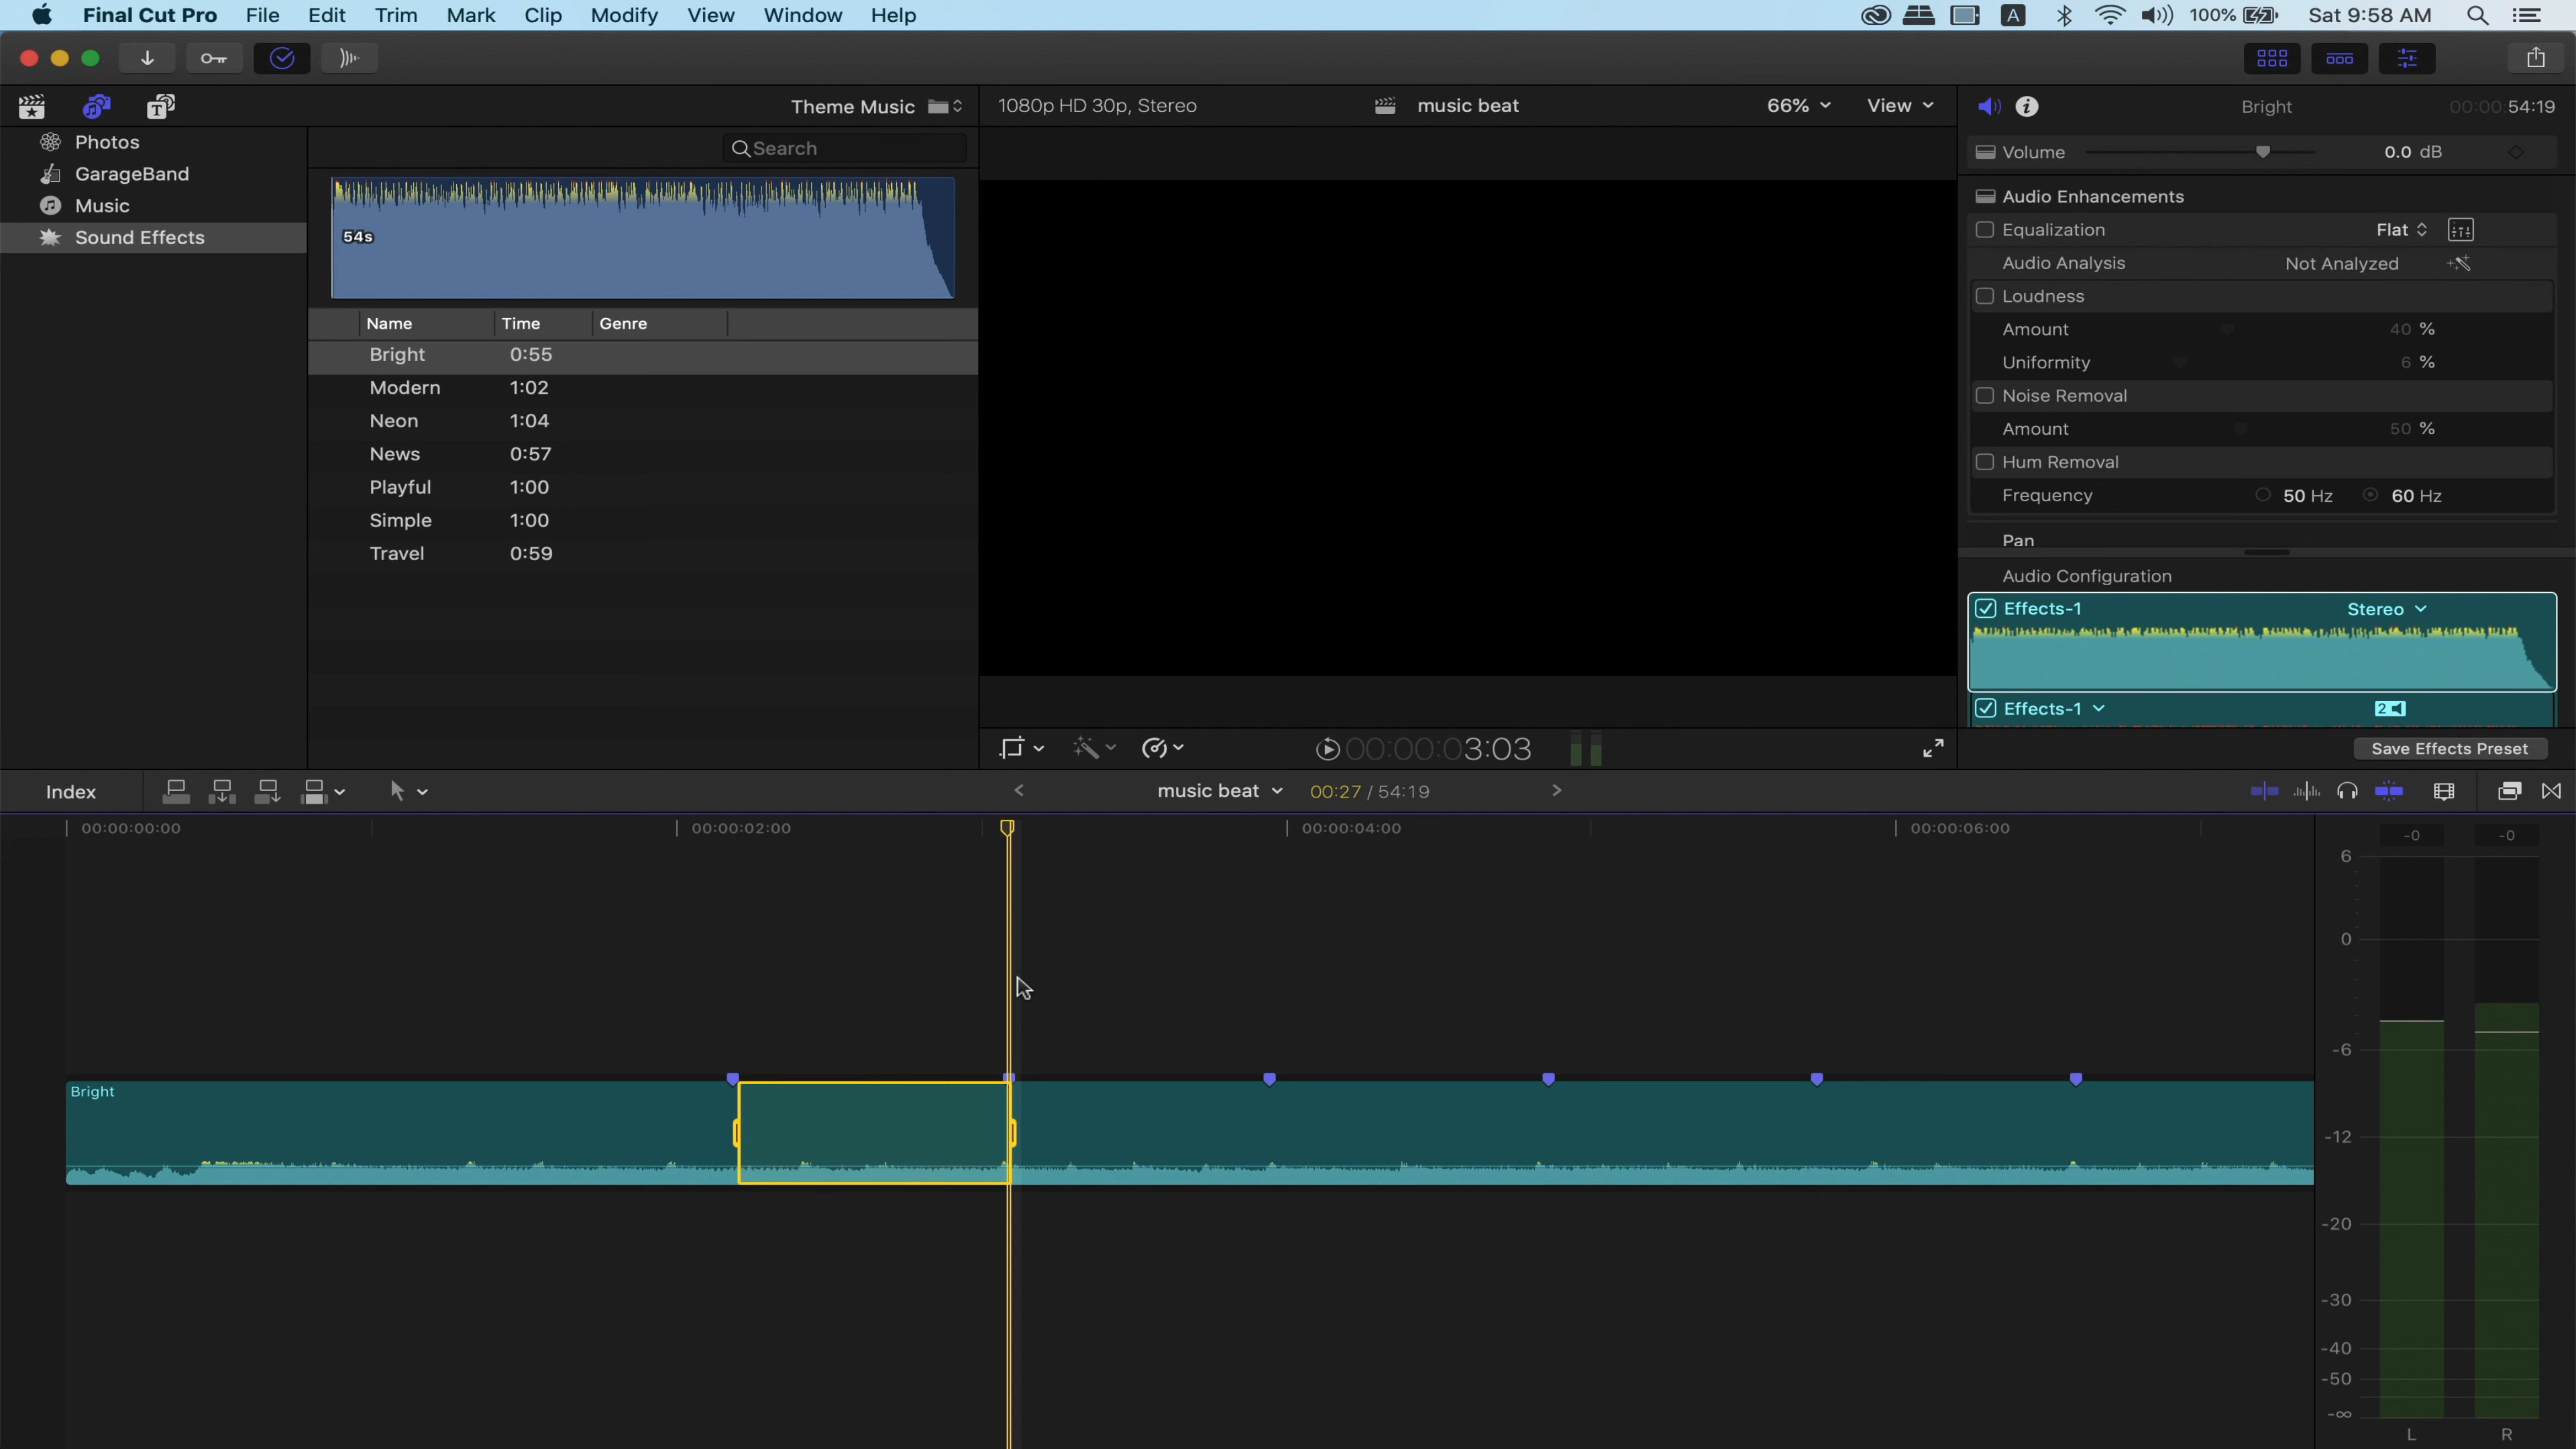 Final Cut Pro File Edit Trim Mark Clip Modify View Window Help A 100% Sat 9:58 AM
Theme Music
1080p HD 30p, Stereo music beat 66% View
Bright 00:00:54:19
Photos
GarageBand
Music
Sound Effects
Search
54s
Name Time Genre
Bright 0:55
Modern 1:02
Neon 1:04
News 0:57
Playful 1:00
Simple 1:00
Travel 0:59
Volume 0.0 dB
Audio Enhancements
Equalization Flat
Audio Analysis Not Analyzed
Loudness
Amount 40 %
Uniformity 6 %
Noise Removal
Amount 50 %
Hum Removal
Frequency 50 Hz 60 Hz
Pan
Audio Configuration
Effects-1 Stereo
Effects-1 2
00:00:03:03
Save Effects Preset
Index music beat 00:27 / 54:19
00:00:00:00 00:00:02:00 00:00:04:00 00:00:06:00
Bright
-0 -0
6
0
-6
-12
-20
-30
-40
-50
-∞
L R